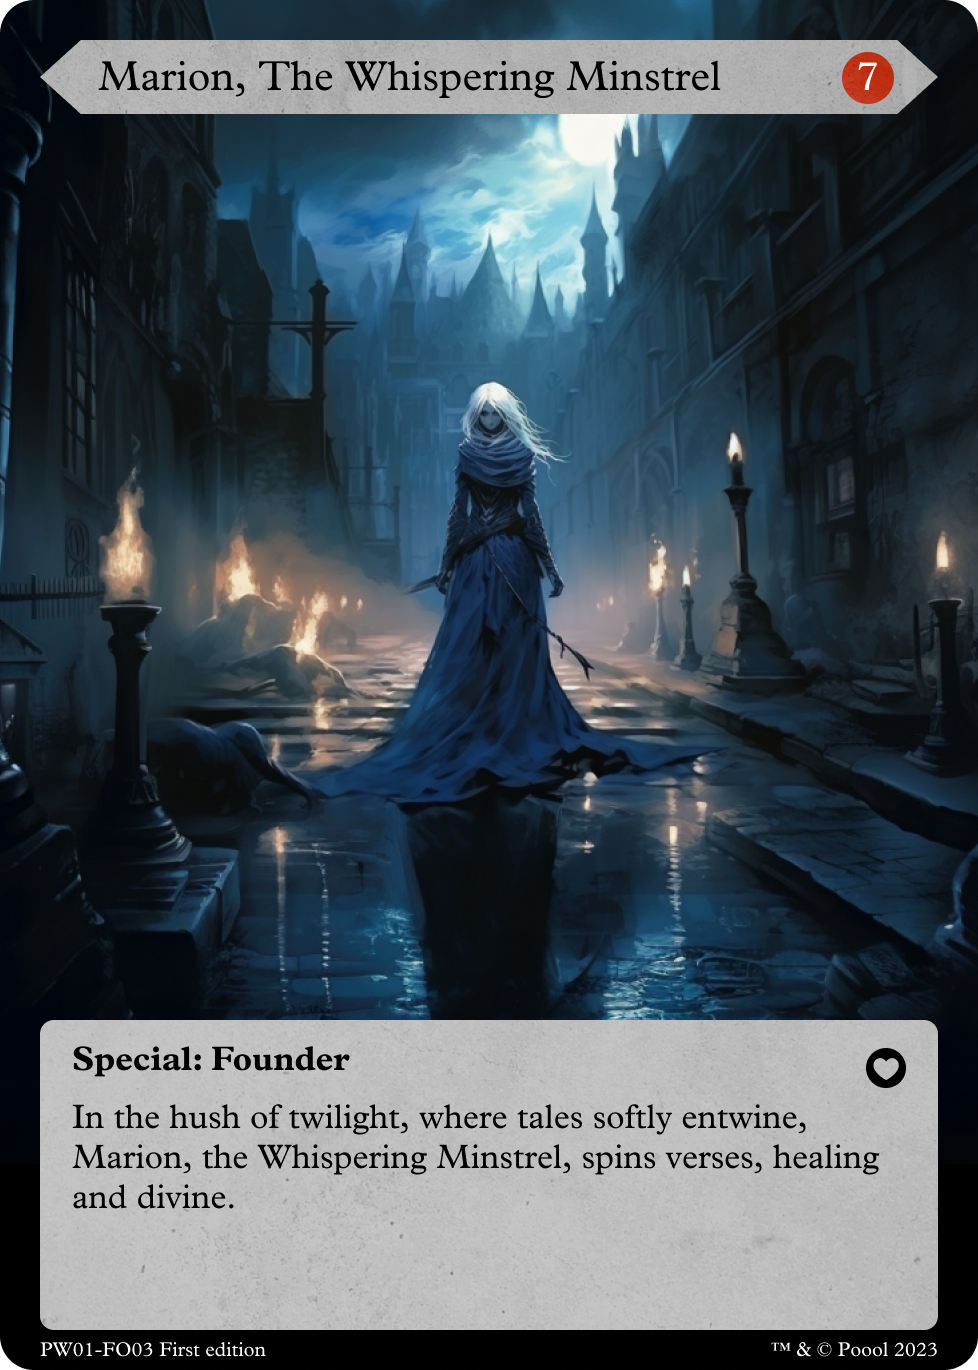 Marion, The Whispering Minstrel
7
Special: Founder
In the hush of twilight, where tales softly entwine,
Marion, the Whispering Minstrel, spins verses, healing
and divine.
PW01-FO03 First edition
™ & © Poool 2023